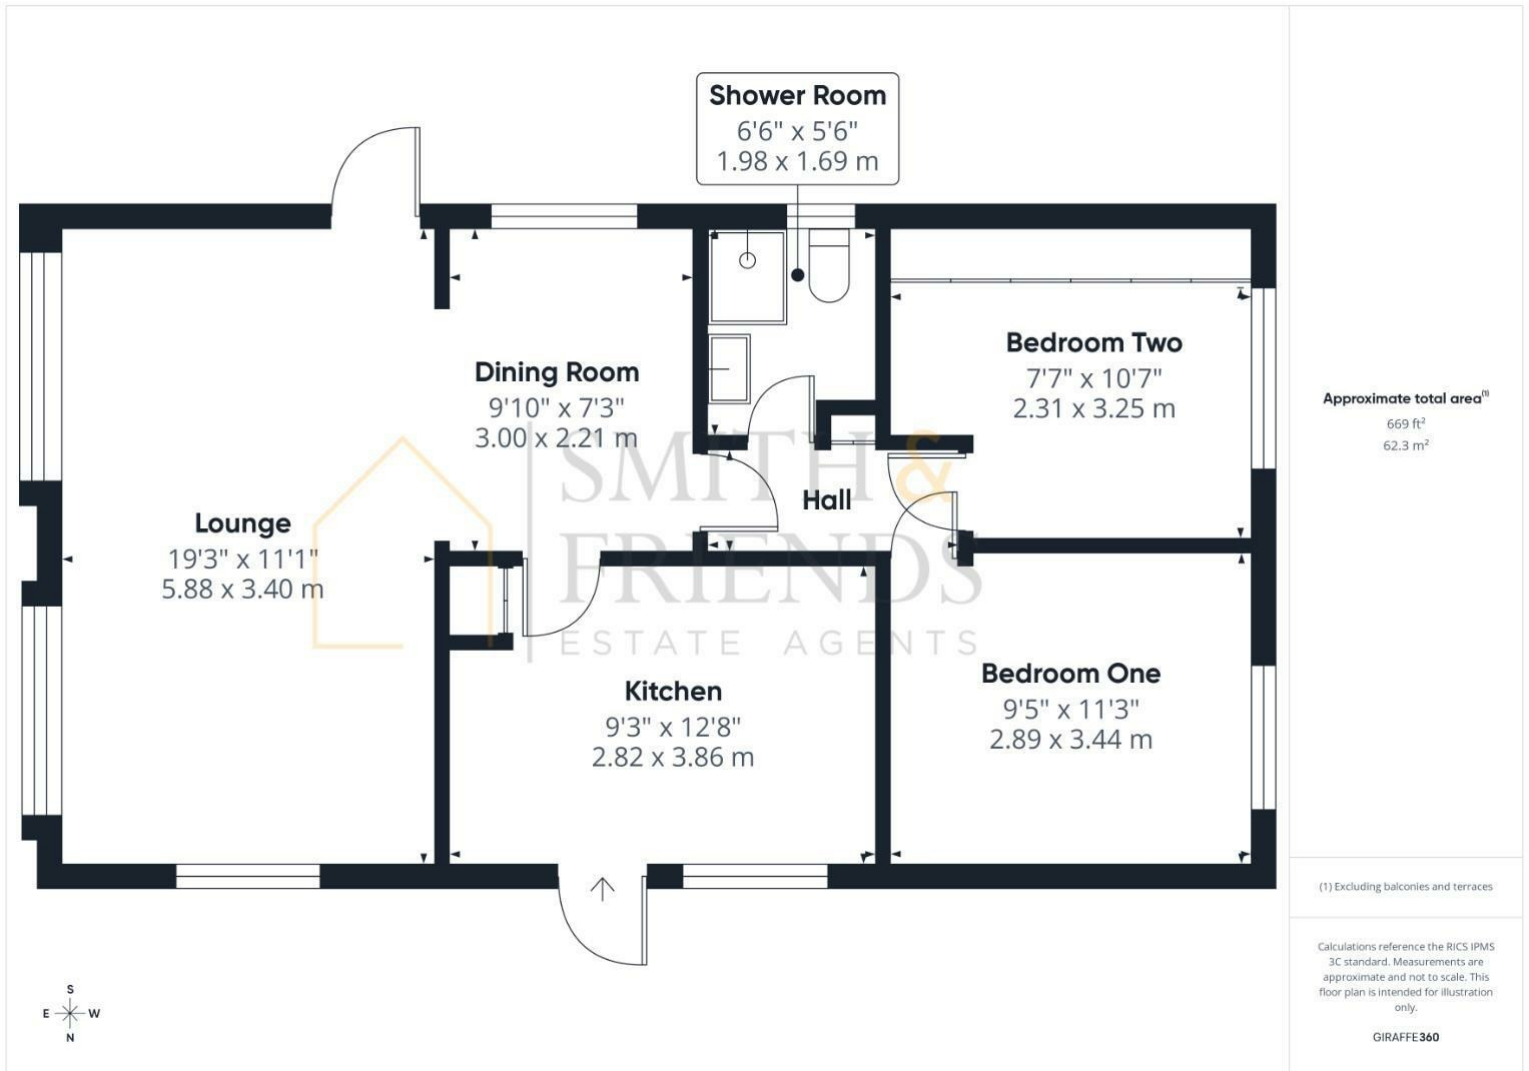 Shower Room
6'6" x 5'6"
1.98 x 1.69 m
Bedroom Two
7'7" x 10'7"
2.31 x 3.25 m
Dining Room
9'10" x 7'3"
3.00 x 2.21 m
Hall
Lounge
19'3" x 11'1"
5.88 x 3.40 m
SMITH &
FRIENDS
ESTATE AGENTS
Kitchen
9'3" x 12'8"
2.82 x 3.86 m
Bedroom One
9'5" x 11'3"
2.89 x 3.44 m
S
E W
N
Approximate total area(1)
669 ft²
62.3 m²
(1) Excluding balconies and terraces
Calculations reference the RICS IPMS
3C standard. Measurements are
approximate and not to scale. This
floor plan is intended for illustration
only.
GIRAFFE360